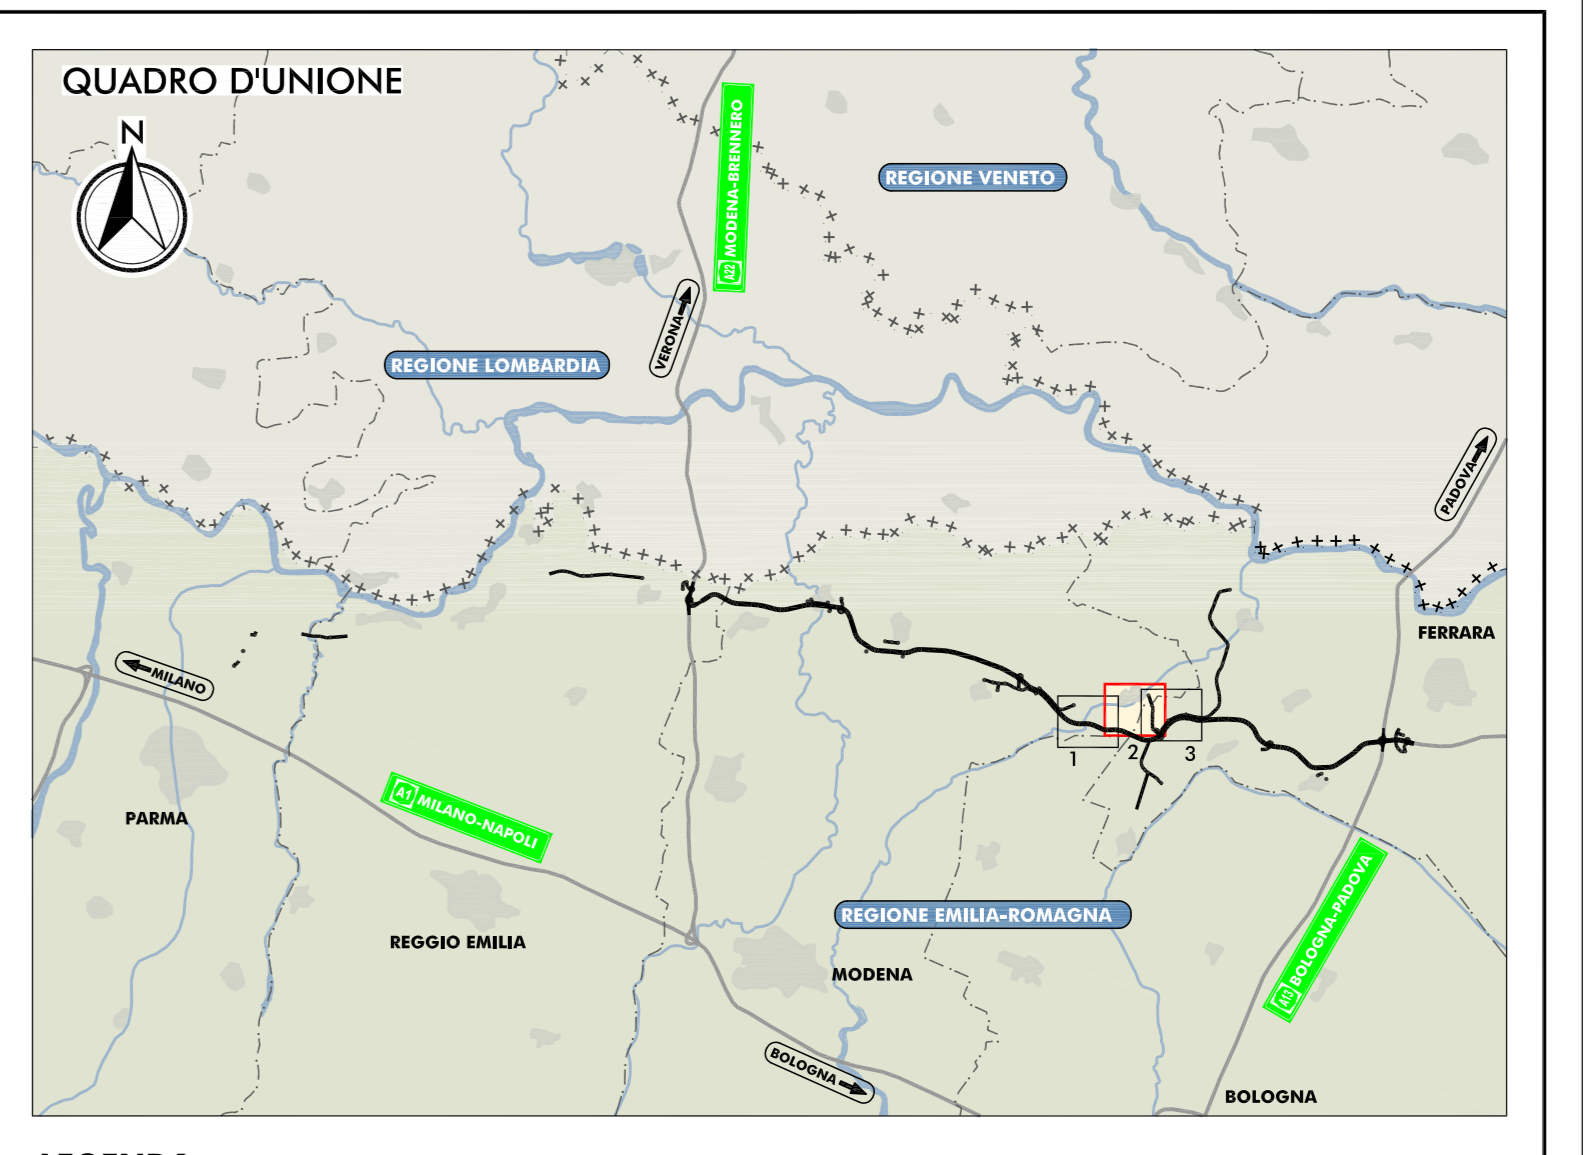 QUADRO D'UNIONE
N
A22 MODENA-BRENNERO
REGIONE VENETO
VERONA
REGIONE LOMBARDIA
PADOVA
FERRARA
MILANO
1
2
3
PARMA
A1 MILANO-NAPOLI
REGIONE EMILIA-ROMAGNA
A13 BOLOGNA-PADOVA
REGGIO EMILIA
MODENA
BOLOGNA
BOLOGNA
LEGENDA